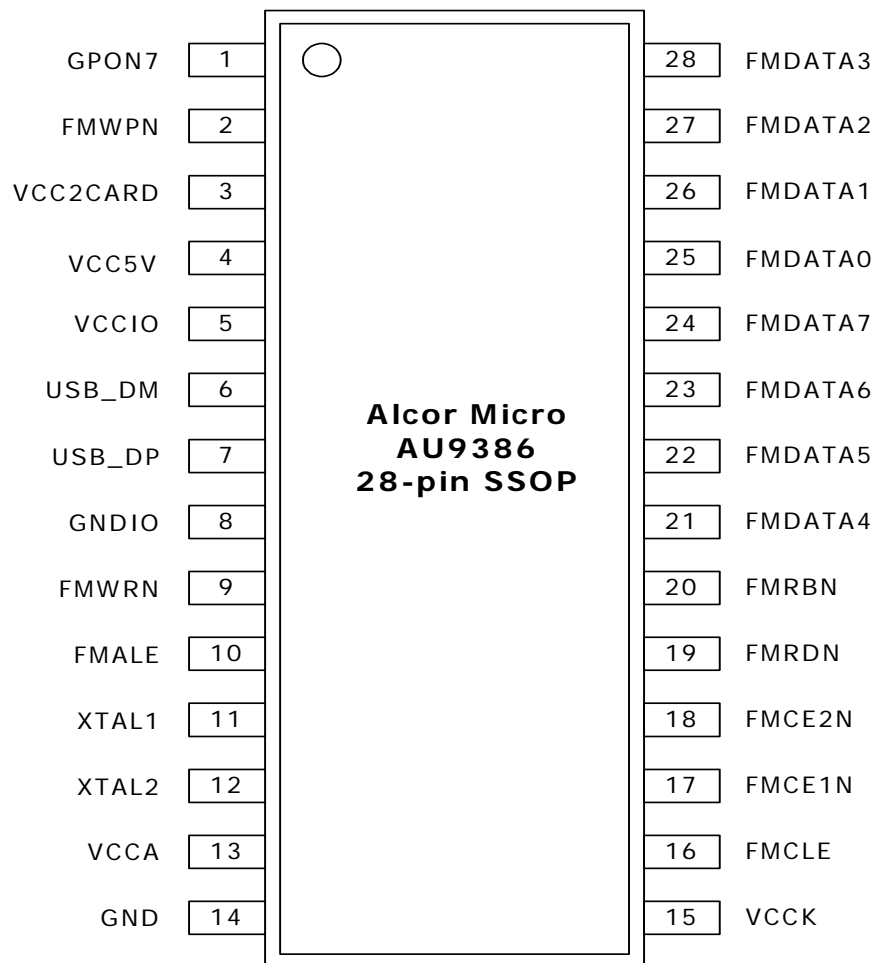 GPON7 1 28 FMDATA3
FMWPN 2 27 FMDATA2
VCC2CARD 3 26 FMDATA1
VCC5V 4 25 FMDATA0
VCCIO 5 24 FMDATA7
USB_DM 6 23 FMDATA6
Alcor Micro
AU9386
28-pin SSOP
USB_DP 7 22 FMDATA5
GNDIO 8 21 FMDATA4
FMWRN 9 20 FMRBN
FMALE 10 19 FMRDN
XTAL1 11 18 FMCE2N
XTAL2 12 17 FMCE1N
VCCA 13 16 FMCLE
GND 14 15 VCCK